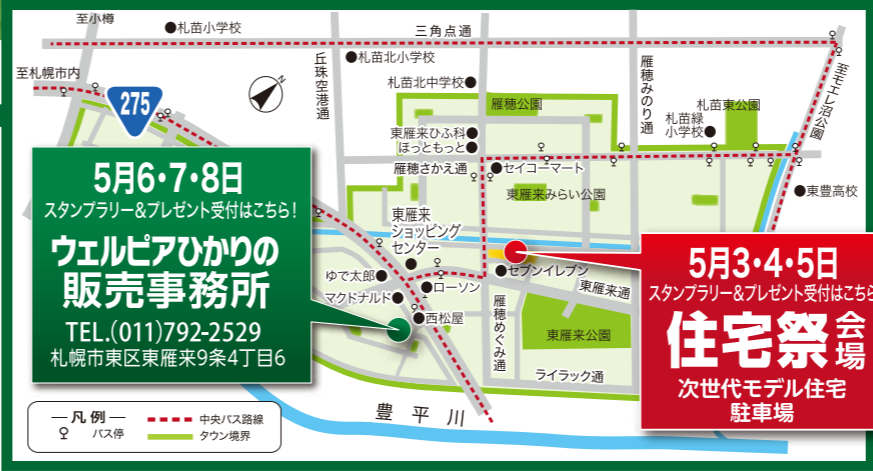 至小樽
札苗小学校
三角点通
至札幌市内
275
丘珠空港通
N
札苗北小学校
札苗北中学校
雁穂公園
雁穂みのり通
札苗緑
小学校
札苗東公園
至モエレ沼公園
東雁来ひふ科
ほっともっと
雁穂さかえ通
セイコーマート
東雁来みらい公園
東豊高校
5月6・7・8日
スタンプラリー&プレゼント受付はこちら!
ウェルピアひかりの
販売事務所
TEL.(011)792-2529
札幌市東区東雁来9条4丁目6
東雁来
ショッピング
センター
ゆで太郎
マクドナルド
ローソン
西松屋
セブンイレブン
東雁来通
雁穂めぐみ通
東雁来公園
ライラック通
豊平川
5月3・4・5日
スタンプラリー&プレゼント受付はこちら
住宅祭会場
次世代モデル住宅
駐車場
凡例
バス停
中央バス路線
タウン境界